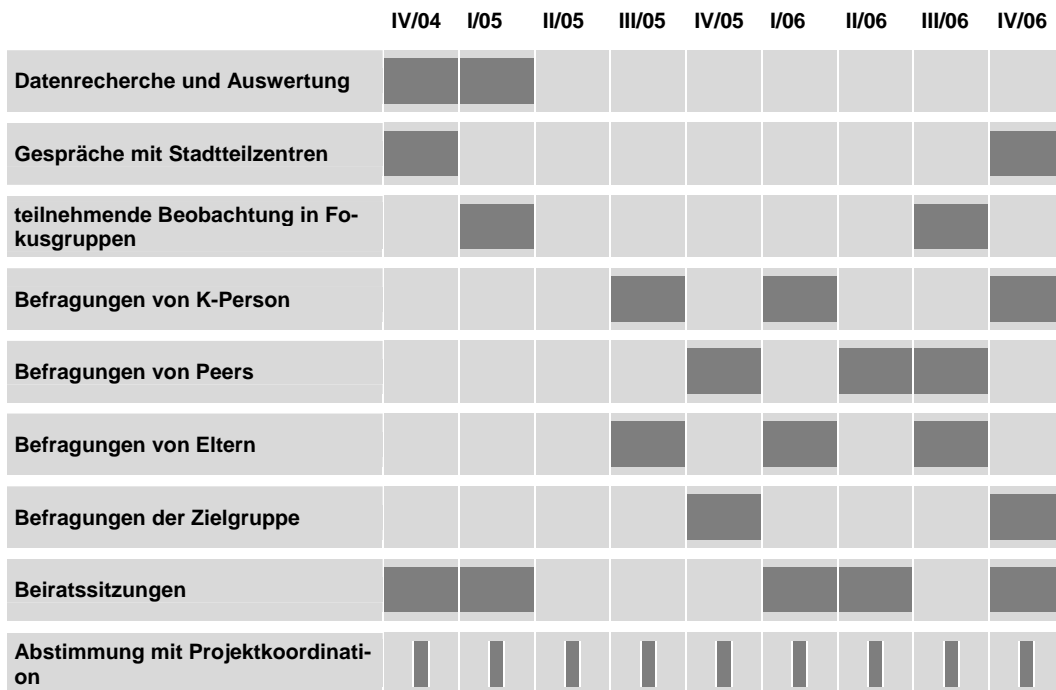 IV/04 I/05 II/05 III/05 IV/05 I/06 II/06 III/06 IV/06
Datenrecherche und Auswertung
Gespräche mit Stadtteilzentren
teilnehmende Beobachtung in Fo-
kusgruppen
Befragungen von K-Person
Befragungen von Peers
Befragungen von Eltern
Befragungen der Zielgruppe
Beiratssitzungen
Abstimmung mit Projektkoordinati-
on